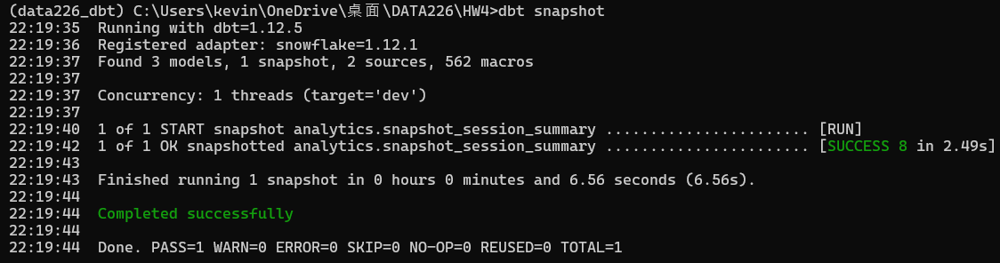 (data226_dbt) C:\Users\kevin\OneDrive\桌面\DATA226\HW4>dbt snapshot
22:19:35  Running with dbt=1.12.5
22:19:36  Registered adapter: snowflake=1.12.1
22:19:37  Found 3 models, 1 snapshot, 2 sources, 562 macros
22:19:37
22:19:37  Concurrency: 1 threads (target='dev')
22:19:37
22:19:40  1 of 1 START snapshot analytics.snapshot_session_summary ....................... [RUN]
22:19:42  1 of 1 OK snapshotted analytics.snapshot_session_summary ....................... [SUCCESS 8 in 2.49s]
22:19:43
22:19:43  Finished running 1 snapshot in 0 hours 0 minutes and 6.56 seconds (6.56s).
22:19:44
22:19:44  Completed successfully
22:19:44
22:19:44  Done. PASS=1 WARN=0 ERROR=0 SKIP=0 NO-OP=0 REUSED=0 TOTAL=1